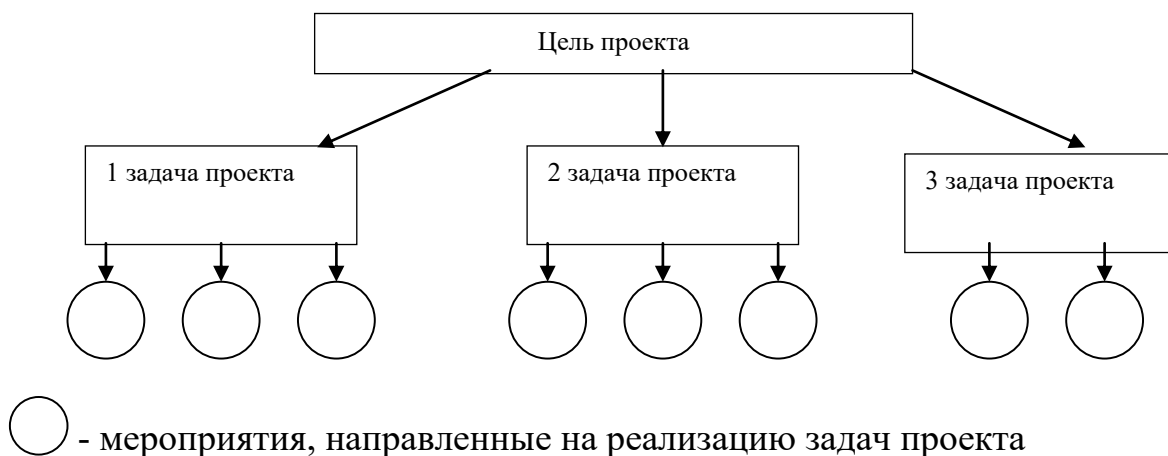 Цель проекта
1 задача проекта
2 задача проекта
3 задача проекта
- мероприятия, направленные на реализацию задач проекта